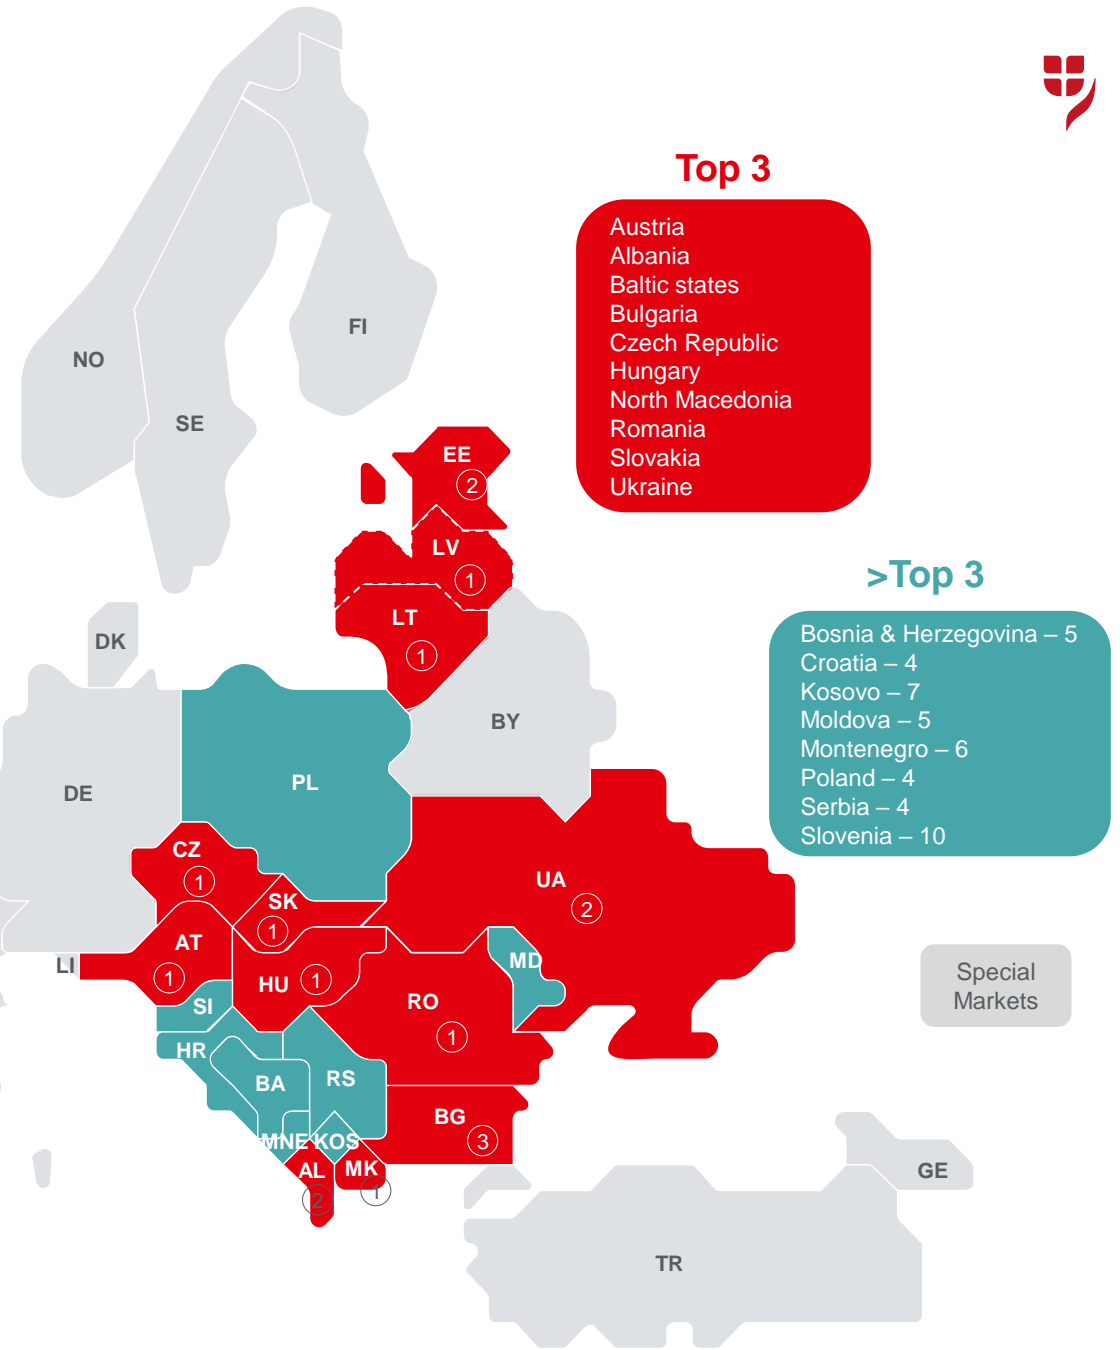 Top 3
Austria
Albania
Baltic states
Bulgaria
Czech Republic
Hungary
North Macedonia
Romania
Slovakia
Ukraine
>Top 3
Bosnia & Herzegovina – 5
Croatia – 4
Kosovo – 7
Moldova – 5
Montenegro – 6
Poland – 4
Serbia – 4
Slovenia – 10
Special
Markets
NO
SE
FI
EE
2
LV
1
LT
1
DK
BY
DE
PL
CZ
1
SK
1
UA
2
AT
1
LI
HU
1
MD
SI
RO
1
HR
BA
RS
BG
3
MNE
KOS
AL
2
MK
1
GE
TR